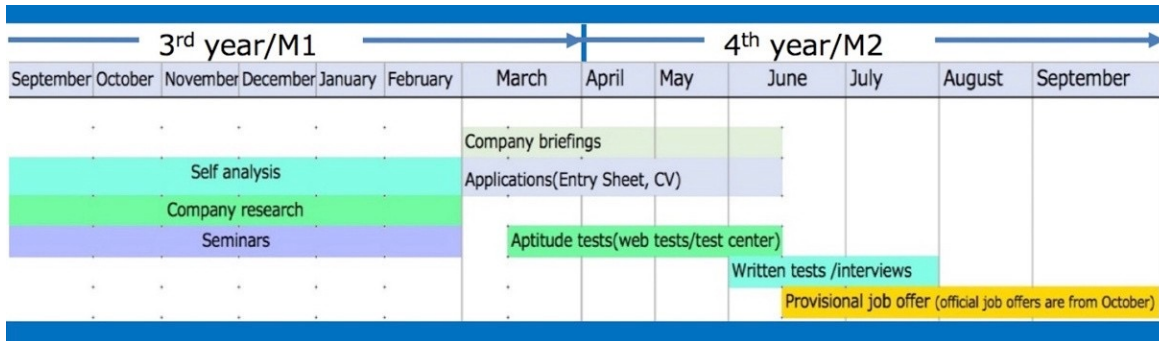 3rd year/M1 4th year/M2
September October November December January February March April May June July August September
Company briefings
Self analysis
Applications(Entry Sheet, CV)
Company research
Seminars
Aptitude tests(web tests/test center)
Written tests /interviews
Provisional job offer (official job offers are from October)